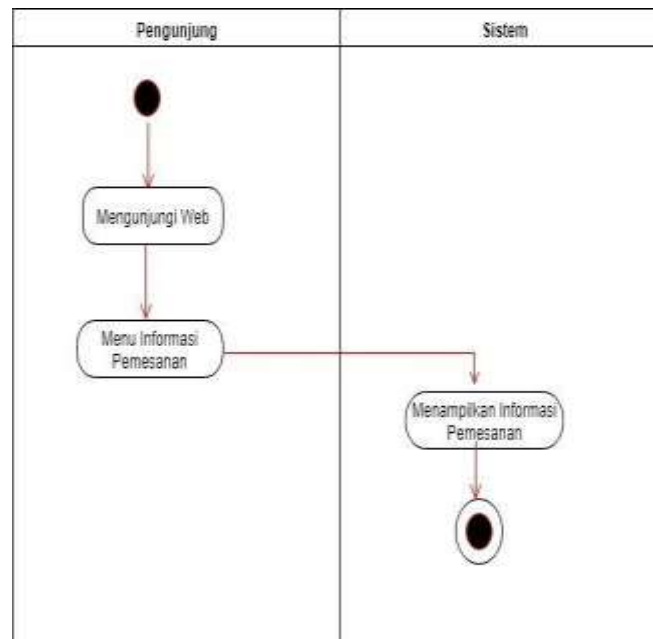 Pengunjung
Sistem
Mengunjungi Web
Menu Informasi
Pemesanan
Menampilkan Informasi
Pemesanan